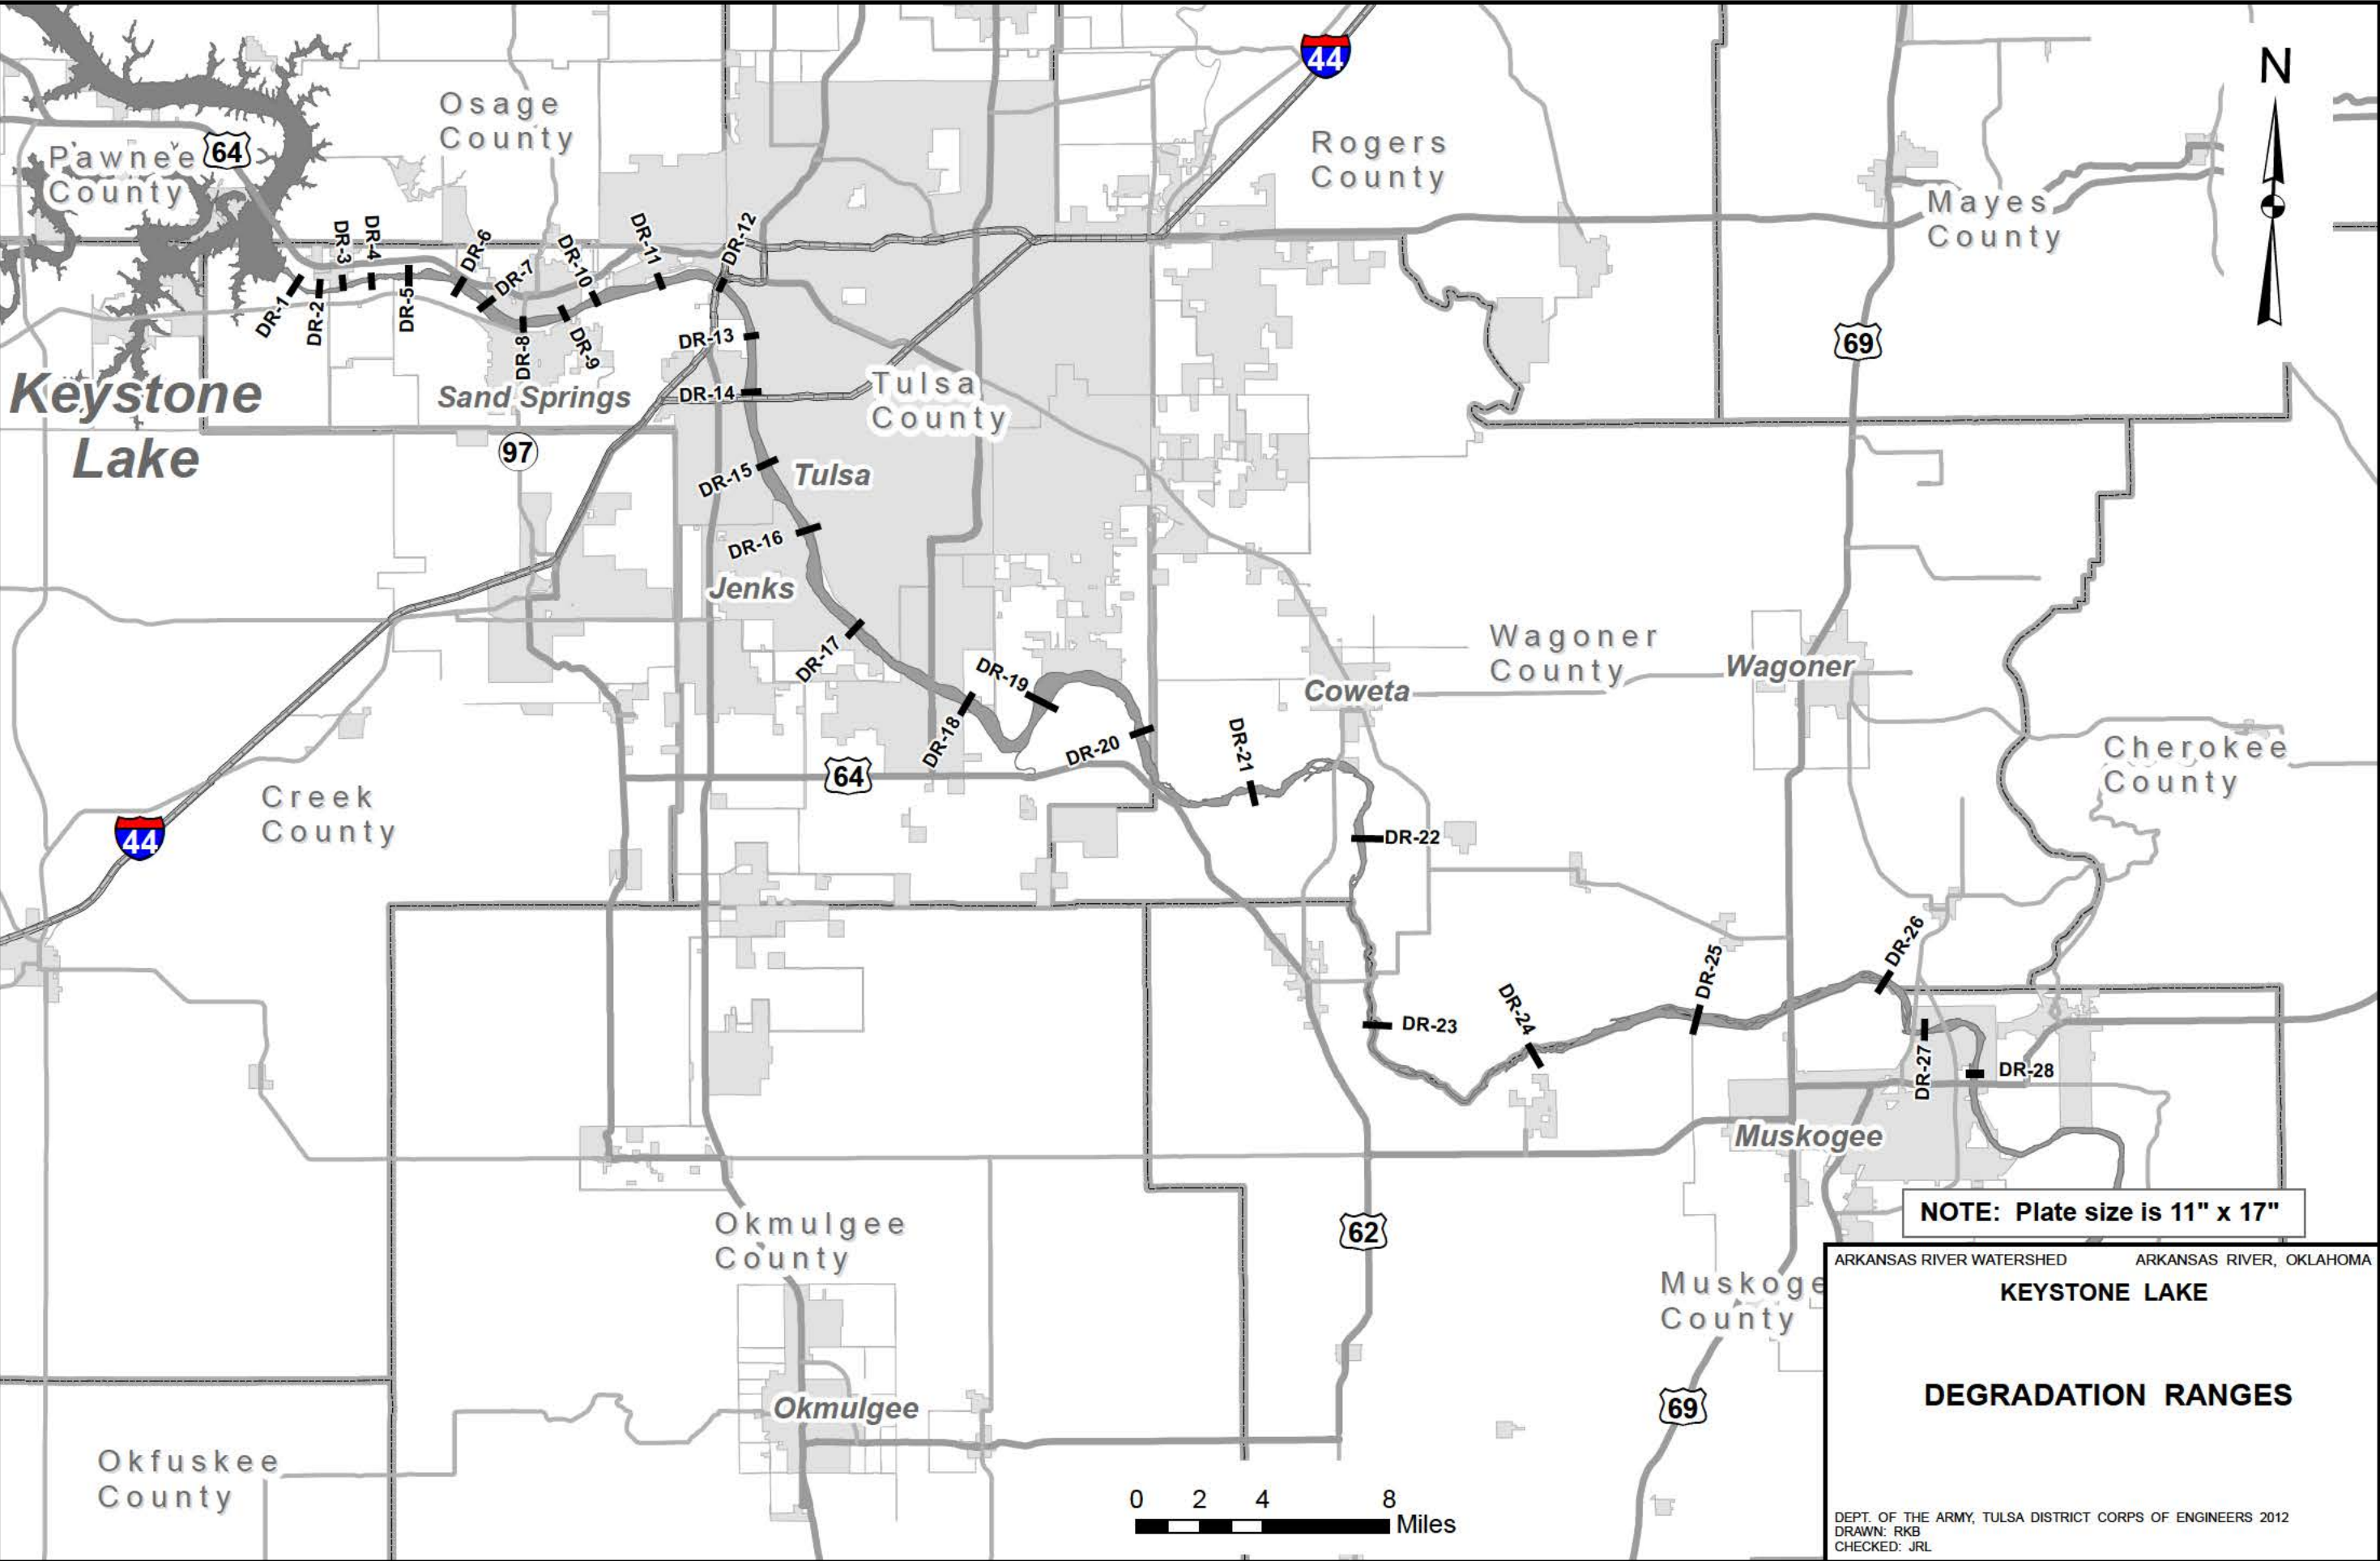 44
N
Osage
County
Rogers
County
Pawnee
County
64
Mayes
County
DR-1
DR-2
DR-3
DR-4
DR-5
DR-6
DR-7
DR-8
DR-9
DR-10
DR-11
DR-12
DR-13
DR-14
69
Keystone
Lake
Sand Springs
Tulsa
County
97
DR-15
Tulsa
DR-16
Jenks
DR-17
Wagoner
County
Wagoner
Coweta
DR-18
DR-19
DR-20
DR-21
64
Cherokee
County
Creek
County
44
DR-22
DR-23
DR-24
DR-25
DR-26
DR-27
DR-28
Muskogee
Okmulgee
County
62
NOTE: Plate size is 11" x 17"
Muskoge
County
69
Okmulgee
Okfuskee
County
0 2 4 8
Miles
ARKANSAS RIVER WATERSHED ARKANSAS RIVER, OKLAHOMA
KEYSTONE LAKE
DEGRADATION RANGES
DEPT. OF THE ARMY, TULSA DISTRICT CORPS OF ENGINEERS 2012
DRAWN: RKB
CHECKED: JRL